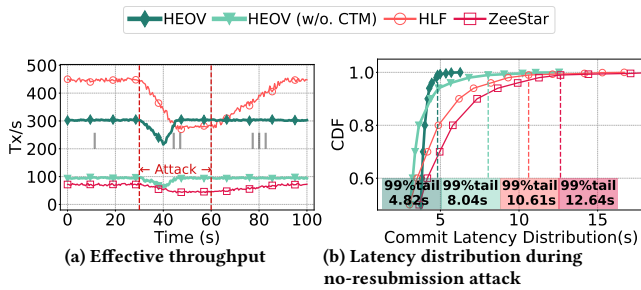 HEOV HEOV (w/o. CTM) HLF ZeeStar
Tx/s
500
400
300
200
100
0
← Attack →
0 20 40 60 80 100
Time (s)
(a) Effective throughput
CDF
1.0
0.8
0.6
99%tail 99%tail 99%tail 99%tail
4.82s 8.04s 10.61s 12.64s
5 10 15
Commit Latency Distribution(s)
(b) Latency distribution during
no-resubmission attack